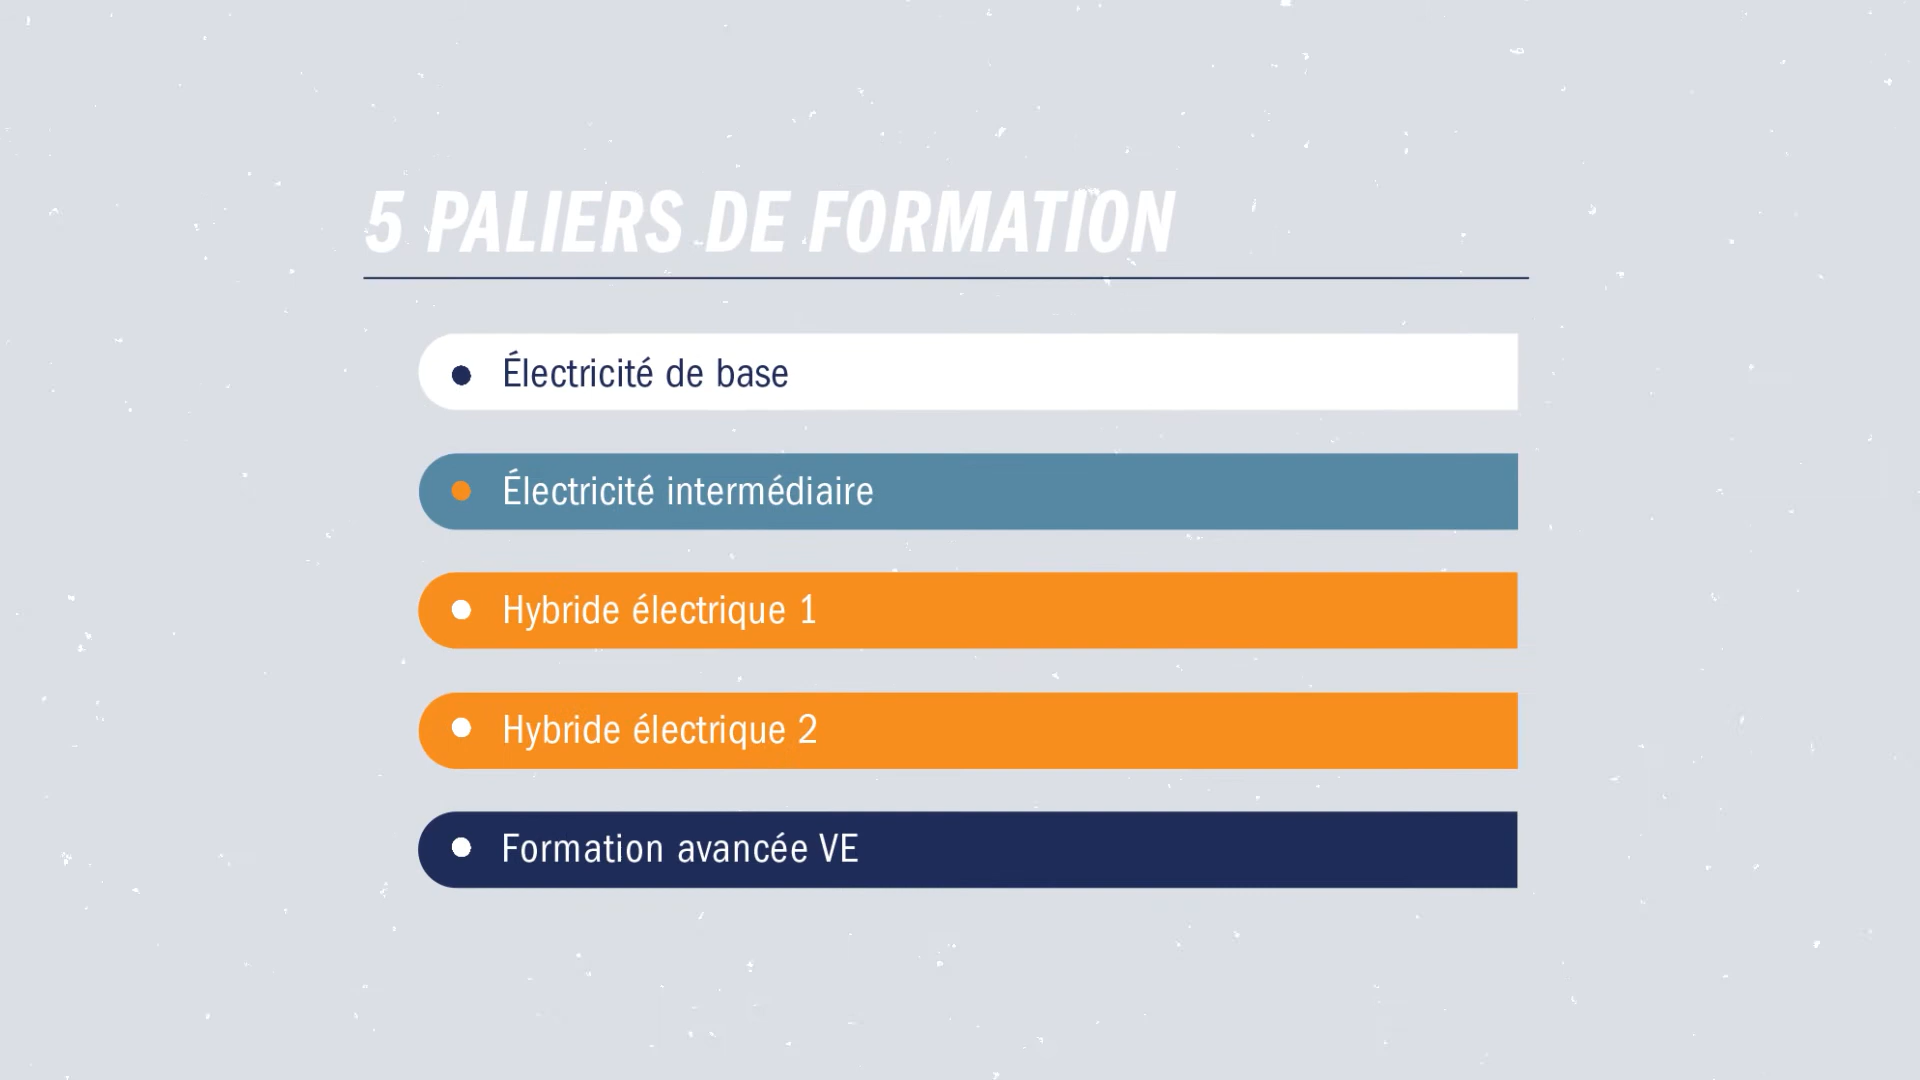 5 PALIERS DE FORMATION
Électricité de base
Électricité intermédiaire
Hybride électrique 1
Hybride électrique 2
Formation avancée VE